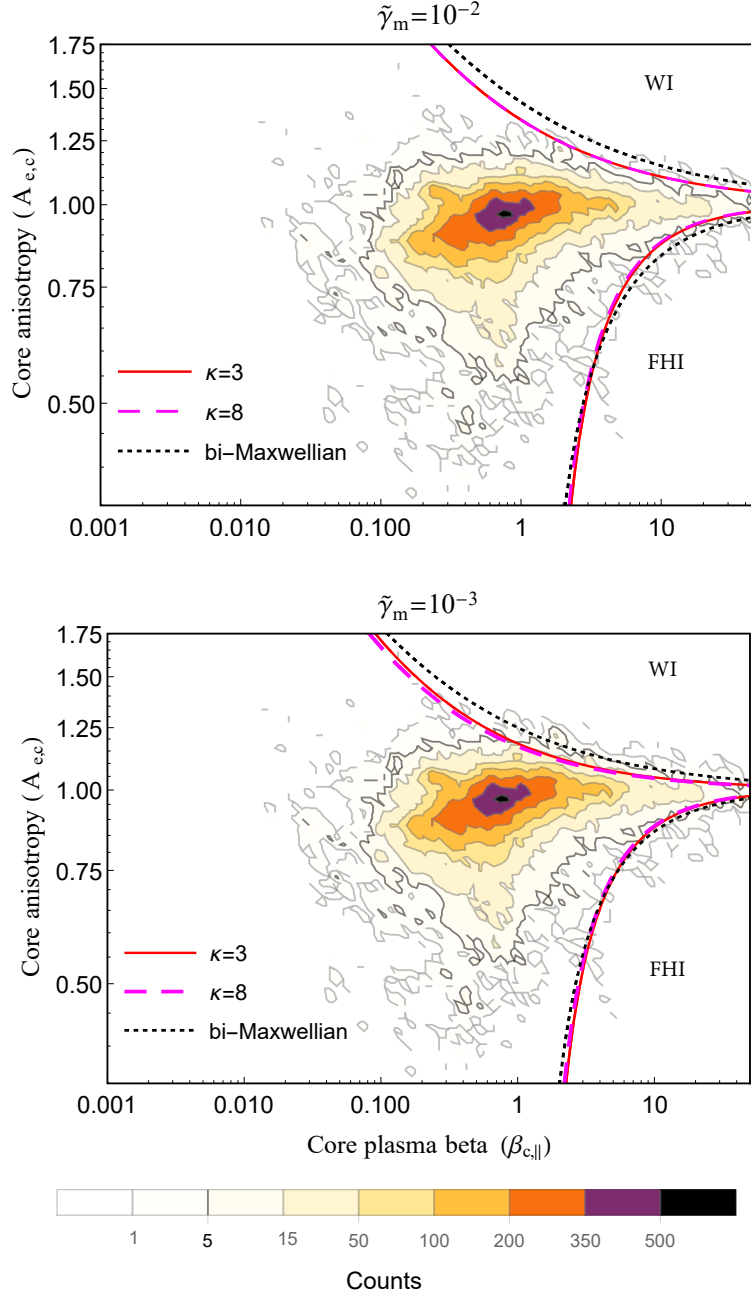 γ̃m=10−2
1.75
1.50
1.25
1.00
0.75
0.50
Core anisotropy ( A e,c )
WI
FHI
κ=3
κ=8
bi−Maxwellian
0.001 0.010 0.100 1 10
γ̃m=10−3
1.75
1.50
1.25
1.00
0.75
0.50
Core anisotropy ( A e,c )
WI
FHI
κ=3
κ=8
bi−Maxwellian
0.001 0.010 0.100 1 10
Core plasma beta (βc,||)
1 5 15 50 100 200 350 500
Counts